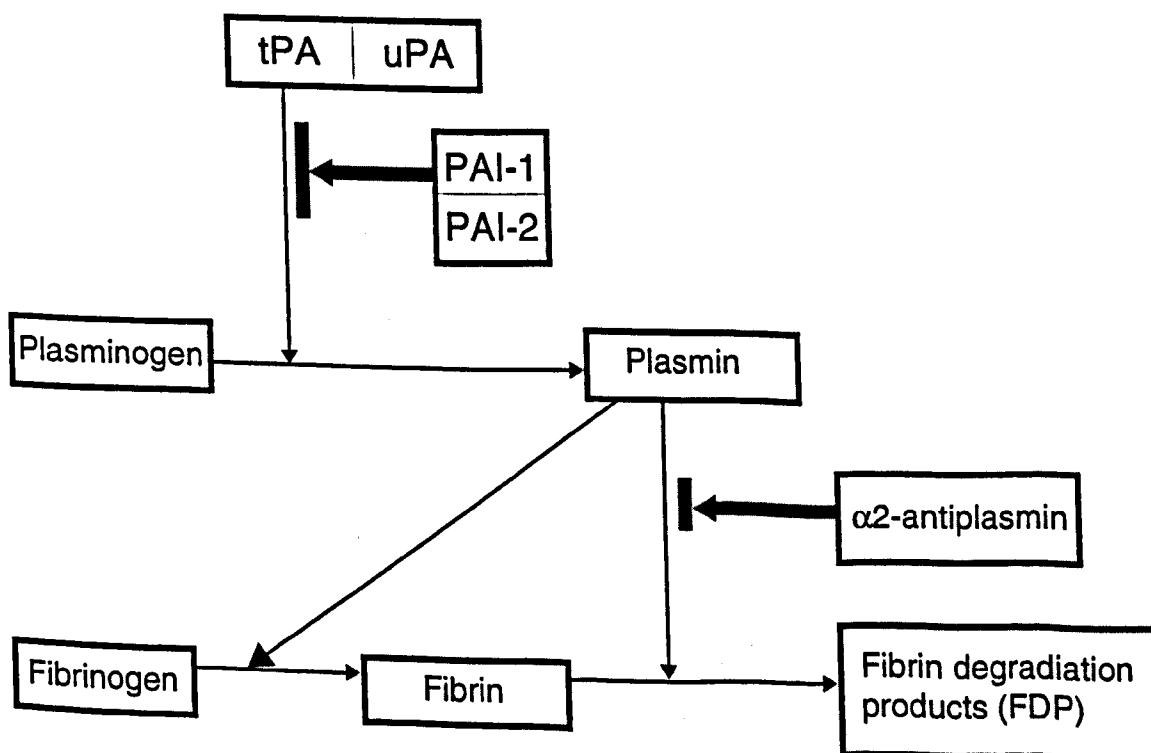 tPA uPA
PAI-1
PAI-2
Plasminogen
Plasmin
α2-antiplasmin
Fibrinogen
Fibrin
Fibrin degradiation
products (FDP)